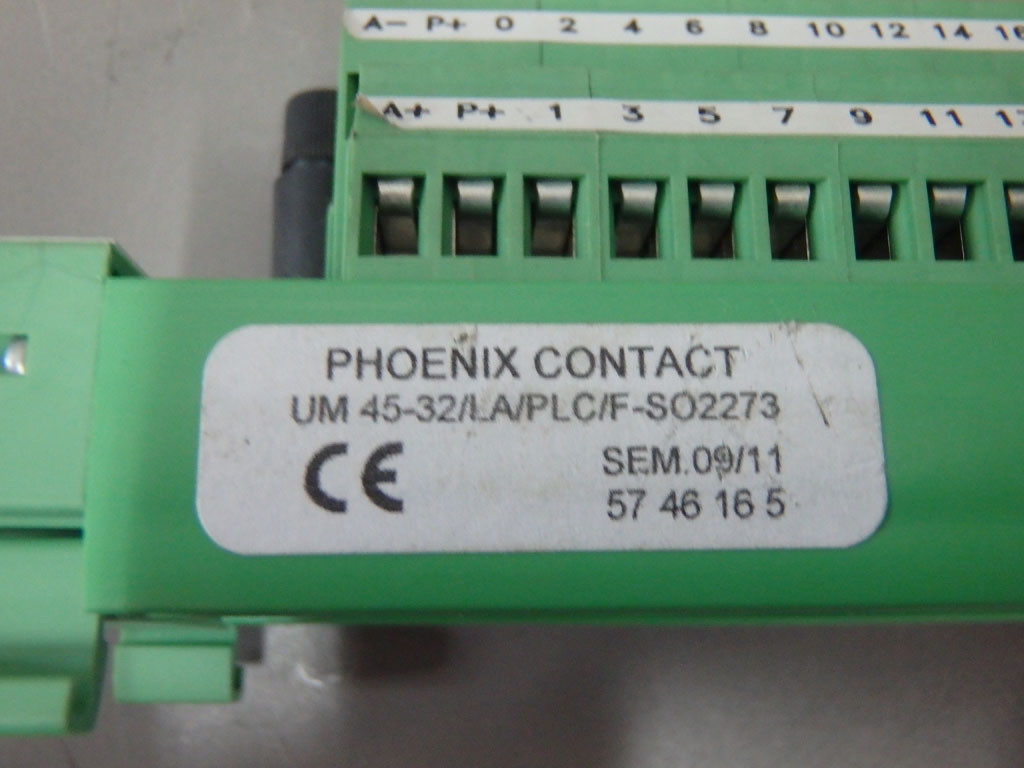 A- P+ 0 2 4 6 8 10 12 14 16
A+ P+ 1 3 5 7 9 11
PHOENIX CONTACT
UM 45-32/LA/PLC/F-SO2273
CE SEM.09/11
57 46 16 5